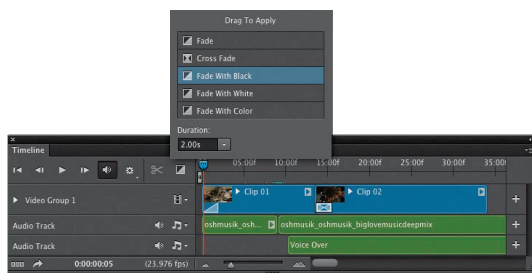 Drag To Apply
Fade
Cross Fade
Fade With Black
Fade With White
Fade With Color
Duration:
2.00s
Timeline
05:00f 10:00f 15:00f 20:00f 25:00f 30:00f 35:00f
Video Group 1
Clip 01 Clip 02
Audio Track
oshmusik_osh... oshmusik_oshmusik_biglovemusicdeepmix
Audio Track
Voice Over
0:00:00:05 (23.976 fps)